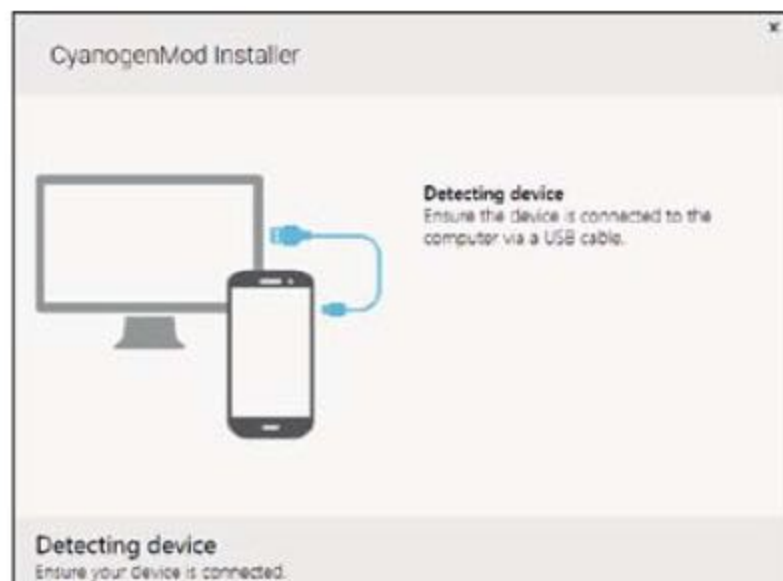 CyanogenMod Installer
Detecting device
Ensure the device is connected to the
computer via a USB cable.
Detecting device
Ensure your device is connected.